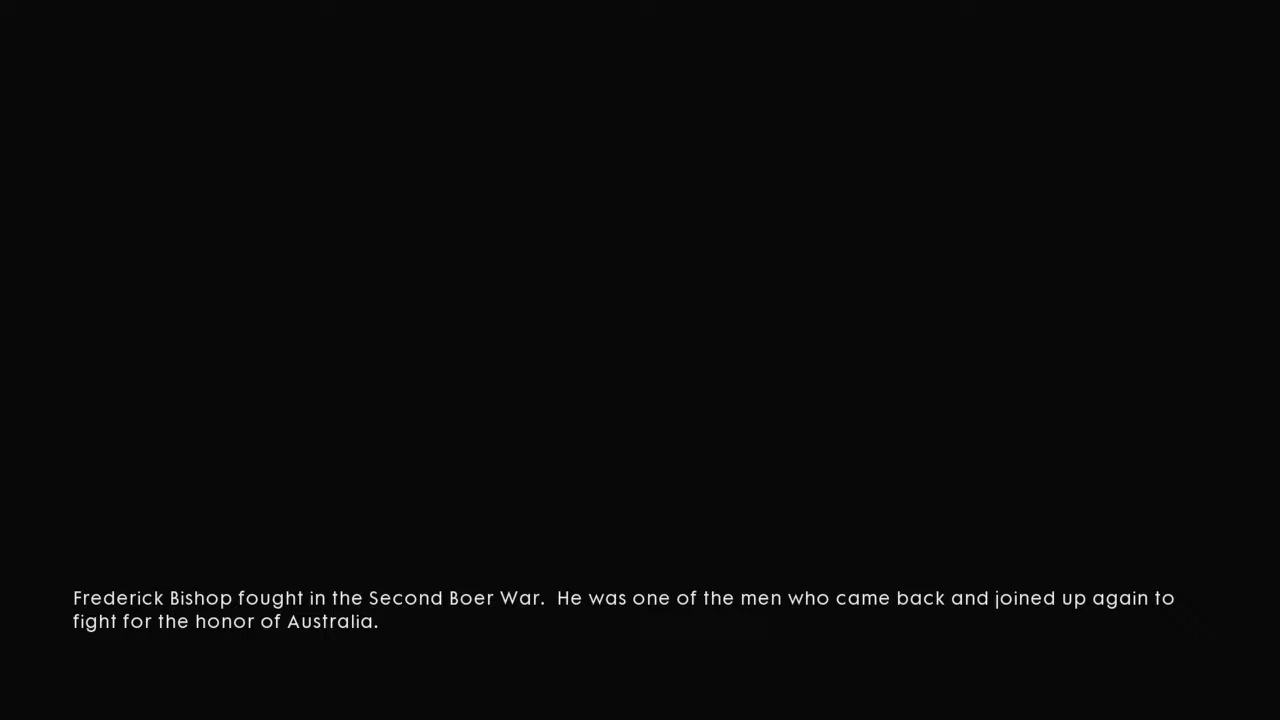 Frederick Bishop fought in the Second Boer War.  He was one of the men who came back and joined up again to
fight for the honor of Australia.